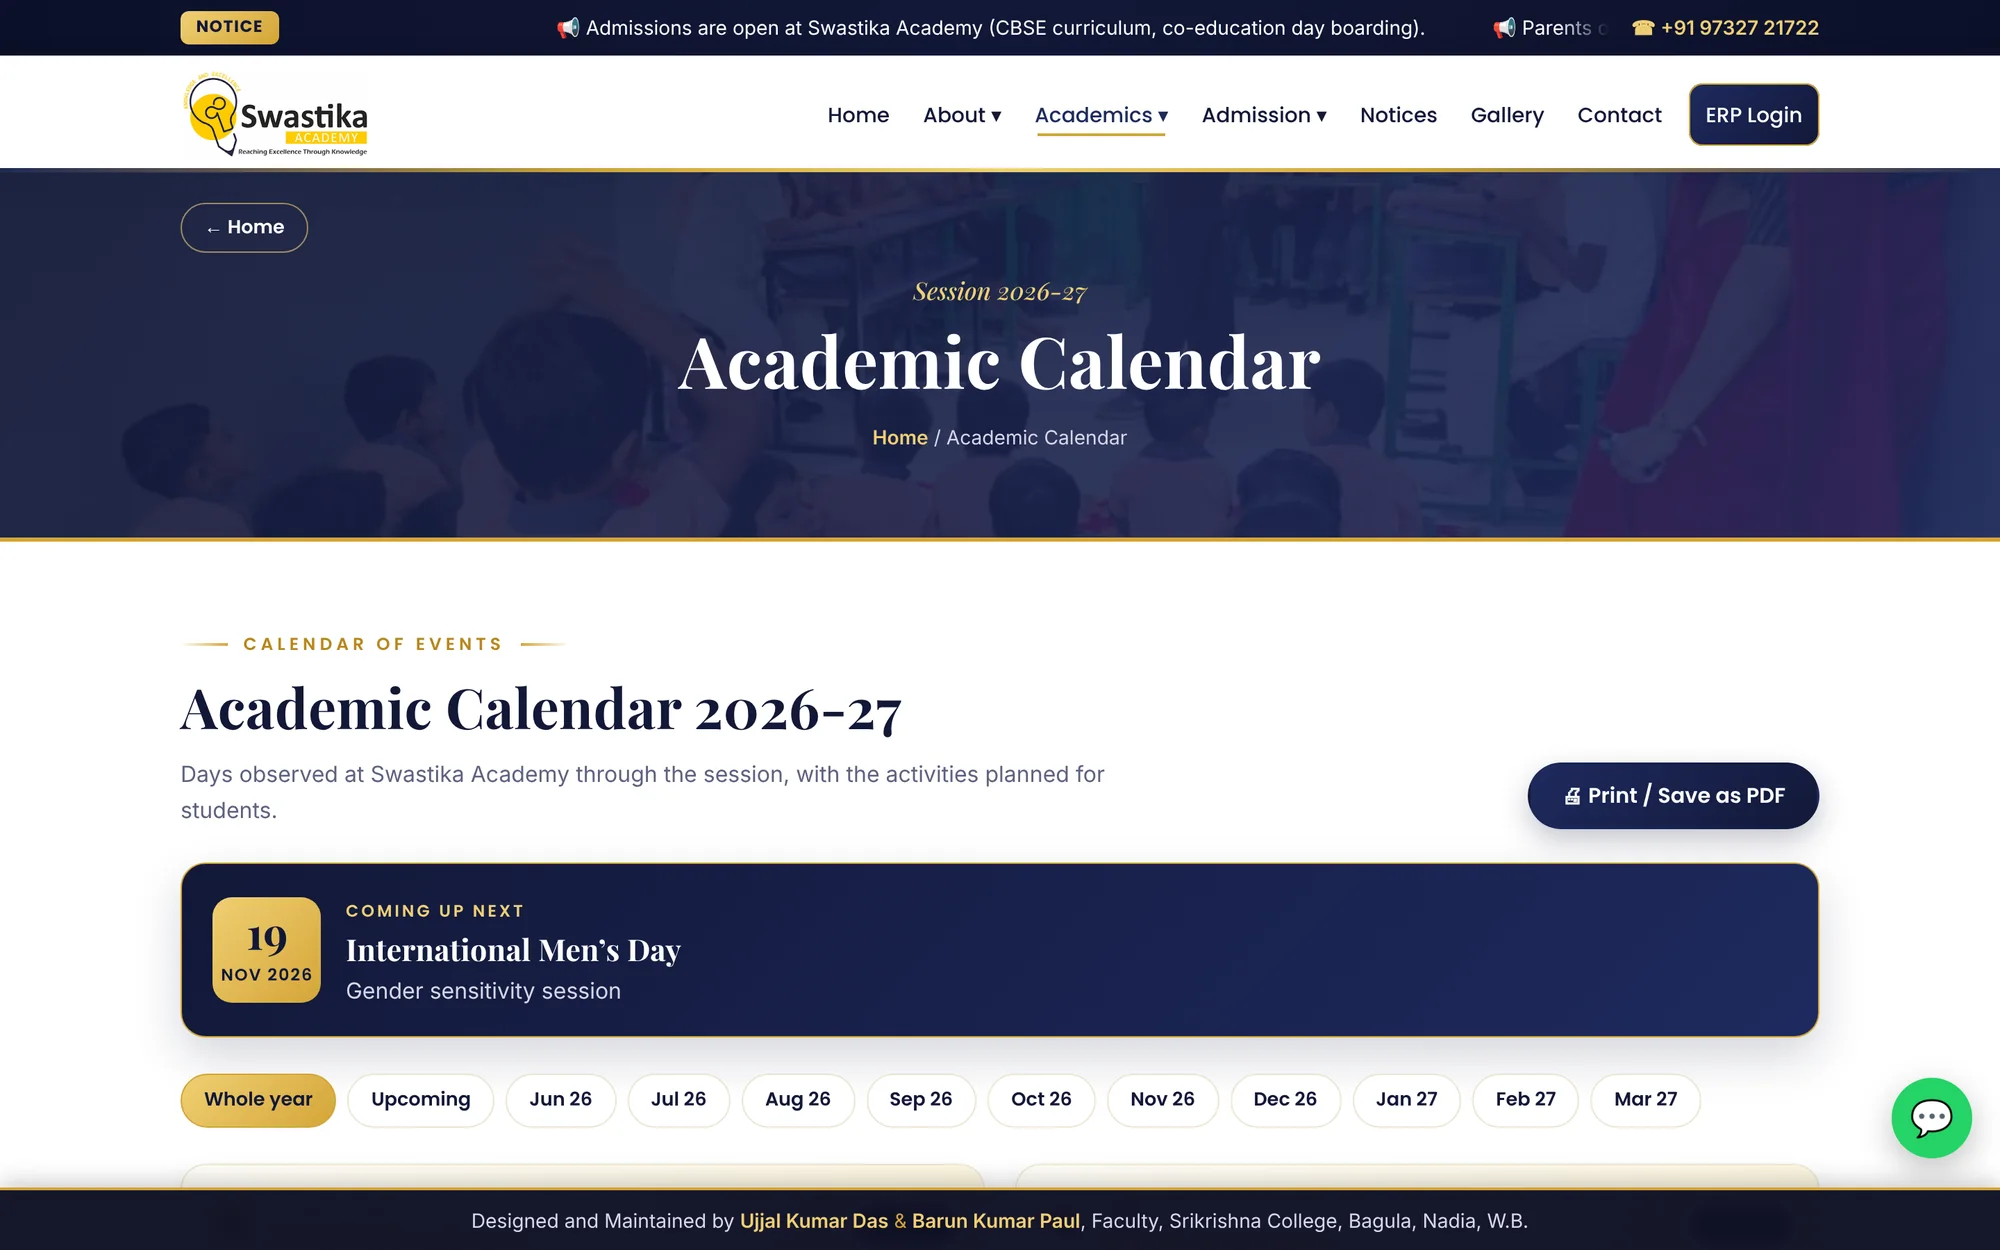 NOTICE
📢 Admissions are open at Swastika Academy (CBSE curriculum, co-education day boarding).
📢 Parents
☎ +91 97327 21722
Swastika
ACADEMY
Reaching Excellence Through Knowledge
Home
About ▾
Academics ▾
Admission ▾
Notices
Gallery
Contact
ERP Login
← Home
Session 2026-27
Academic Calendar
Home / Academic Calendar
CALENDAR OF EVENTS
Academic Calendar 2026-27
Days observed at Swastika Academy through the session, with the activities planned for
students.
🖨 Print / Save as PDF
19
NOV 2026
COMING UP NEXT
International Men’s Day
Gender sensitivity session
Whole year
Upcoming
Jun 26
Jul 26
Aug 26
Sep 26
Oct 26
Nov 26
Dec 26
Jan 27
Feb 27
Mar 27
Designed and Maintained by Ujjal Kumar Das & Barun Kumar Paul, Faculty, Srikrishna College, Bagula, Nadia, W.B.